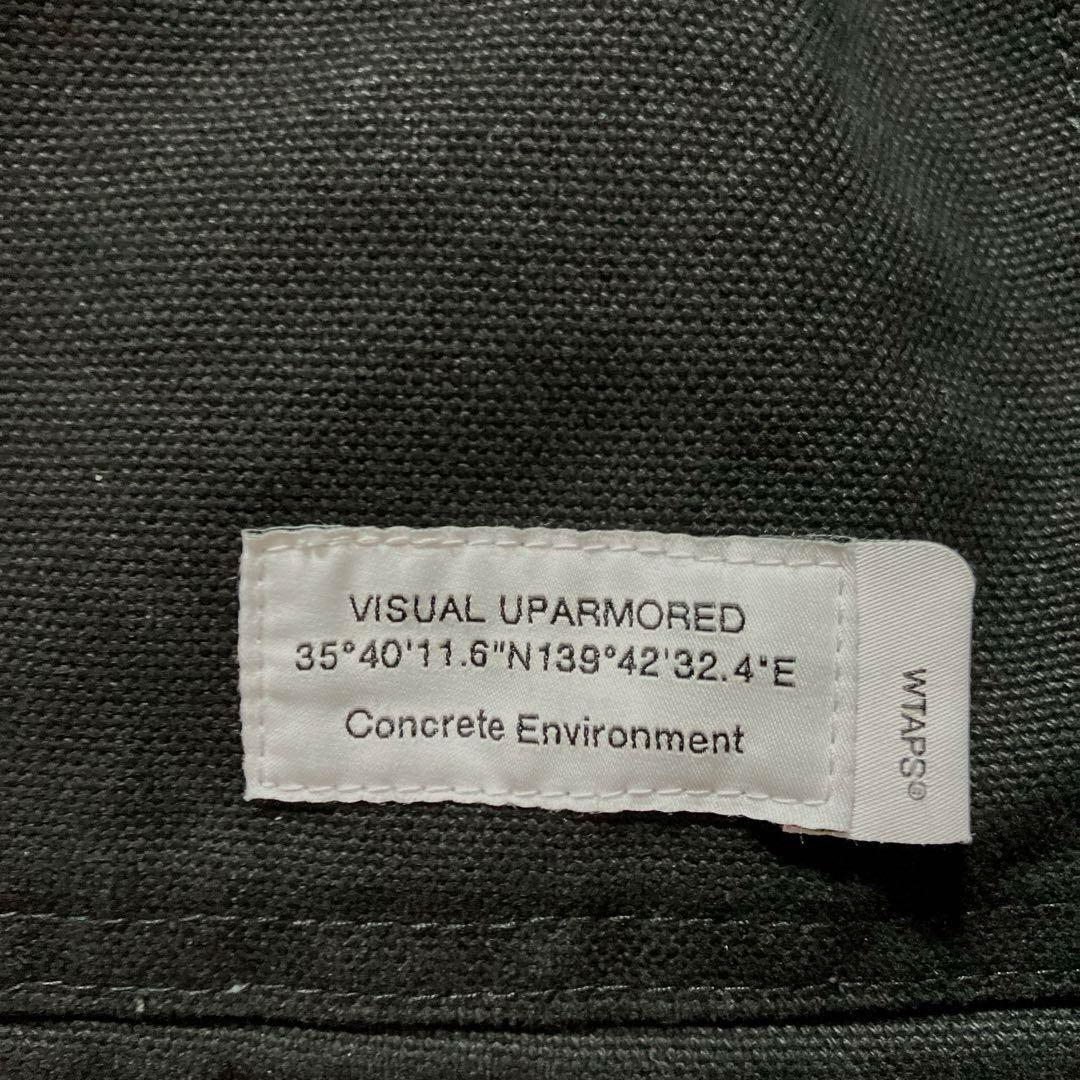 VISUAL UPARMORED
35°40'11.6"N139°42'32.4"E
Concrete Environment
WTAPS®